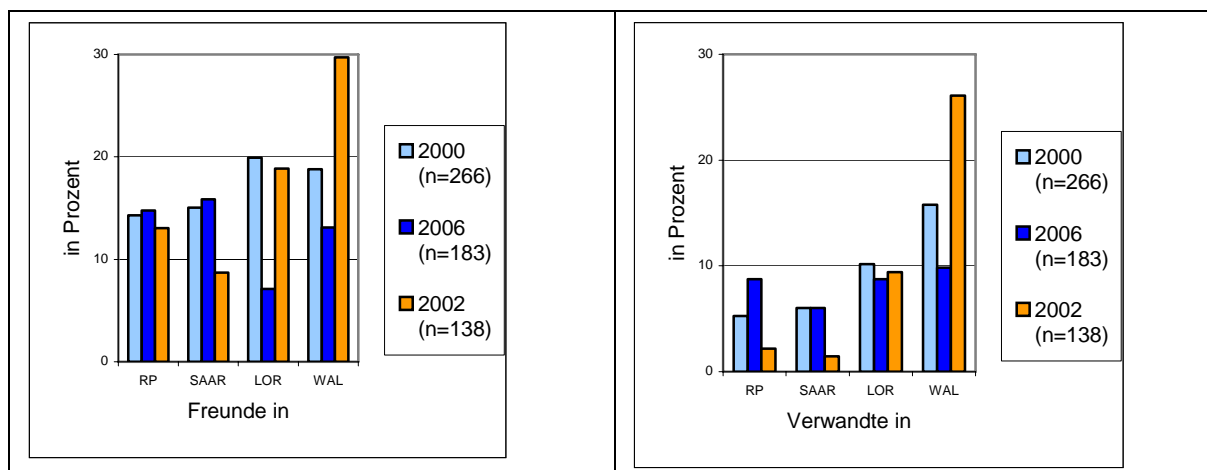 30
20
10
0
in Prozent
RP SAAR LOR WAL
Freunde in
2000
(n=266)
2006
(n=183)
2002
(n=138)
30
20
10
0
in Prozent
RP SAAR LOR WAL
Verwandte in
2000
(n=266)
2006
(n=183)
2002
(n=138)